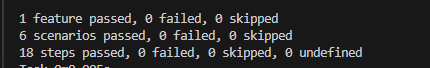 1 feature passed, 0 failed, 0 skipped
6 scenarios passed, 0 failed, 0 skipped
18 steps passed, 0 failed, 0 skipped, 0 undefined